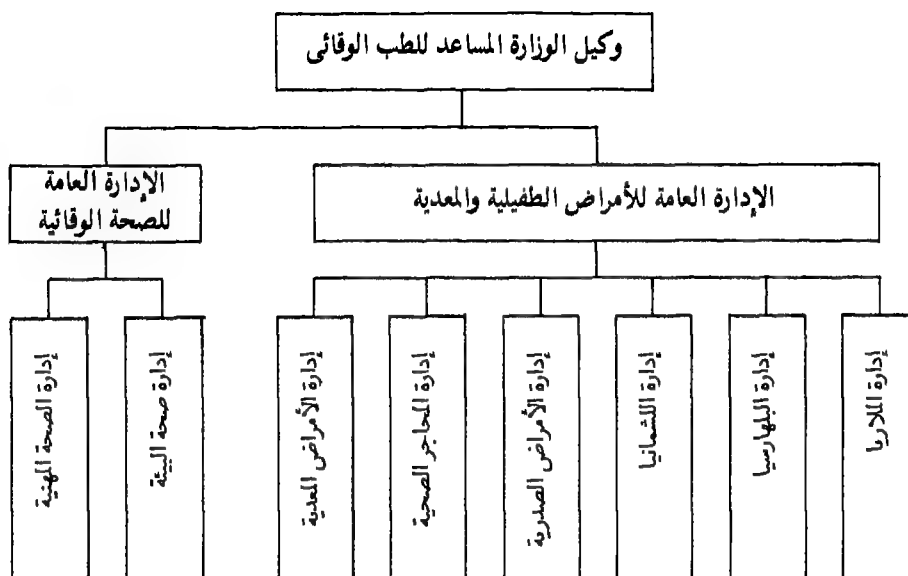 وكيل الوزارة المساعد للطب الوقائى
الإدارة العامة للأمراض الطفيلية والمعدية
الإدارة العامة
للصحة الوقائية
إدارة الملاريا
إدارة البلهارسيا
إدارة اللشمانيا
إدارة الأمراض الصدرية
إدارة المحاجر الصحية
إدارة الأمراض المعدية
إدارة صحة البيئة
إدارة الصحة المهنية